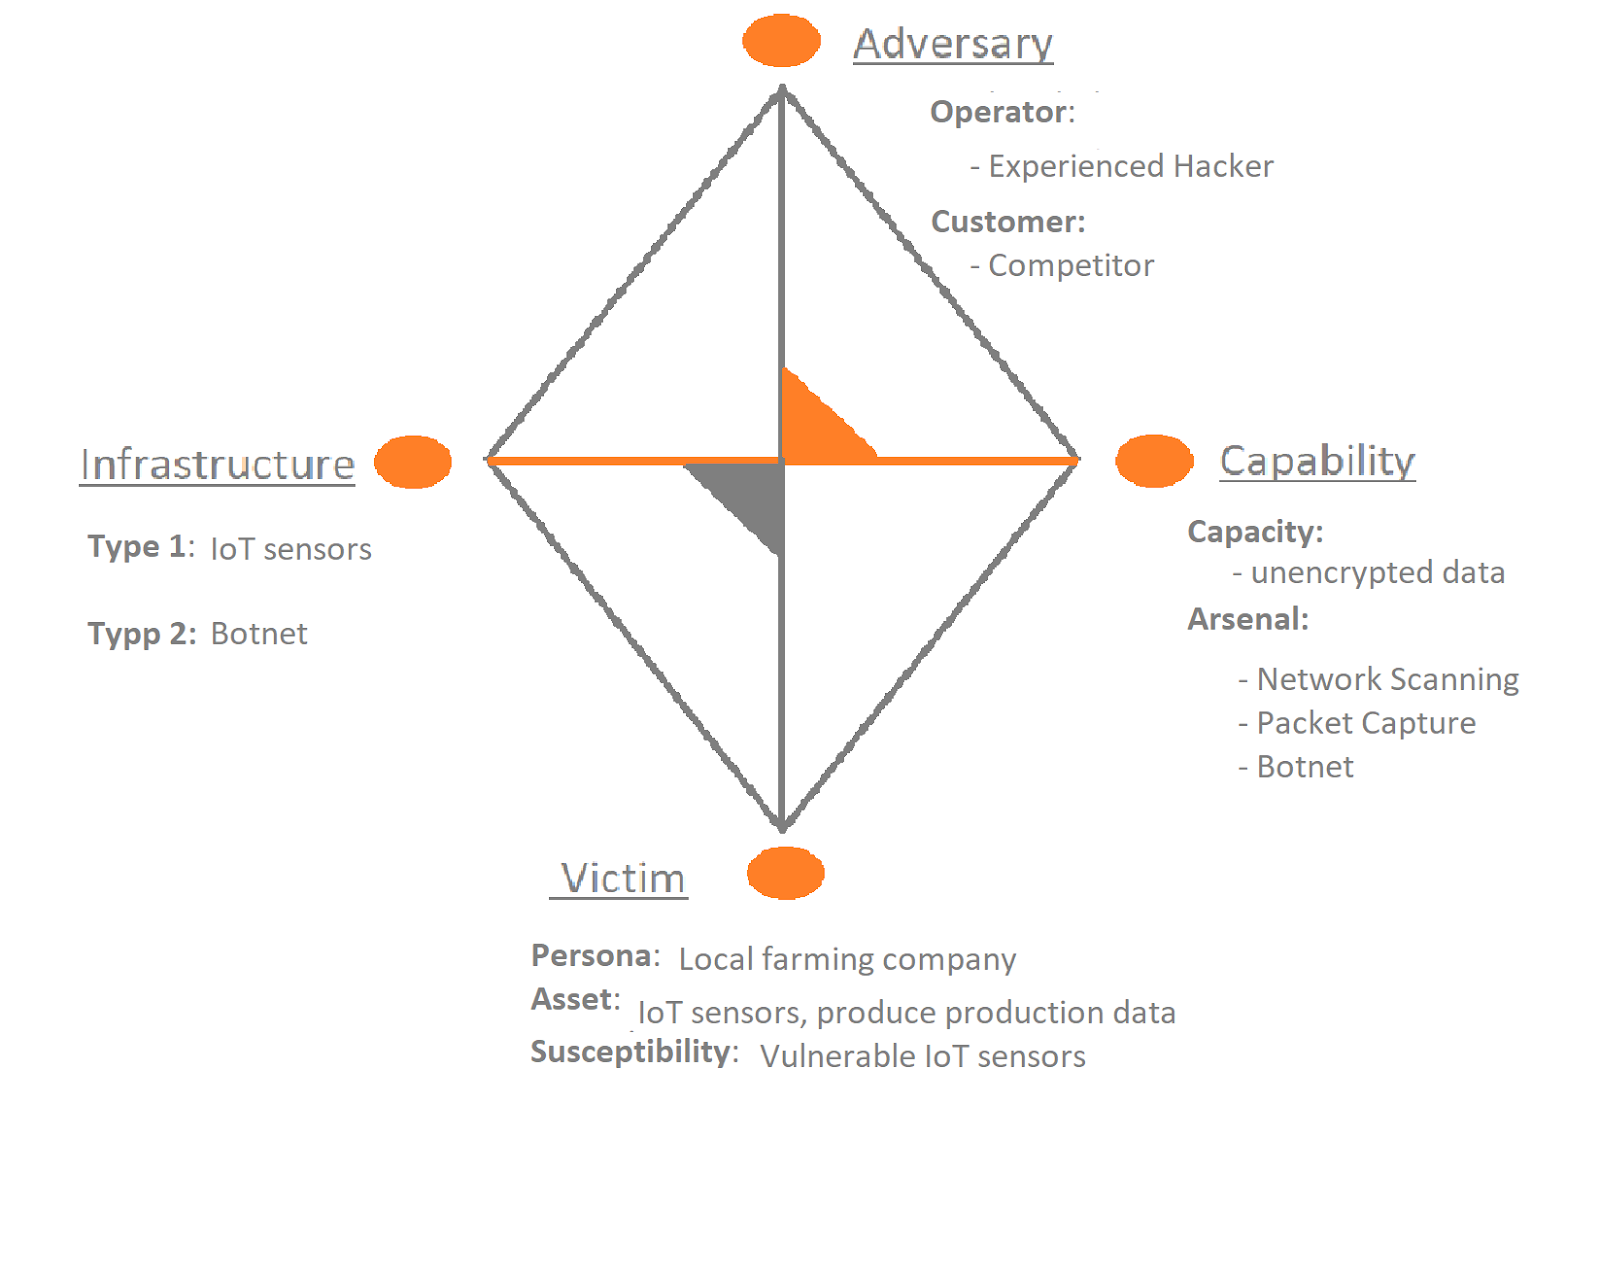 Adversary
Operator:
- Experienced Hacker
Customer:
- Competitor
Infrastructure
Type 1: IoT sensors
Typp 2: Botnet
Capability
Capacity:
- unencrypted data
Arsenal:
- Network Scanning
- Packet Capture
- Botnet
Victim
Persona: Local farming company
Asset: IoT sensors, produce production data
Susceptibility: Vulnerable IoT sensors